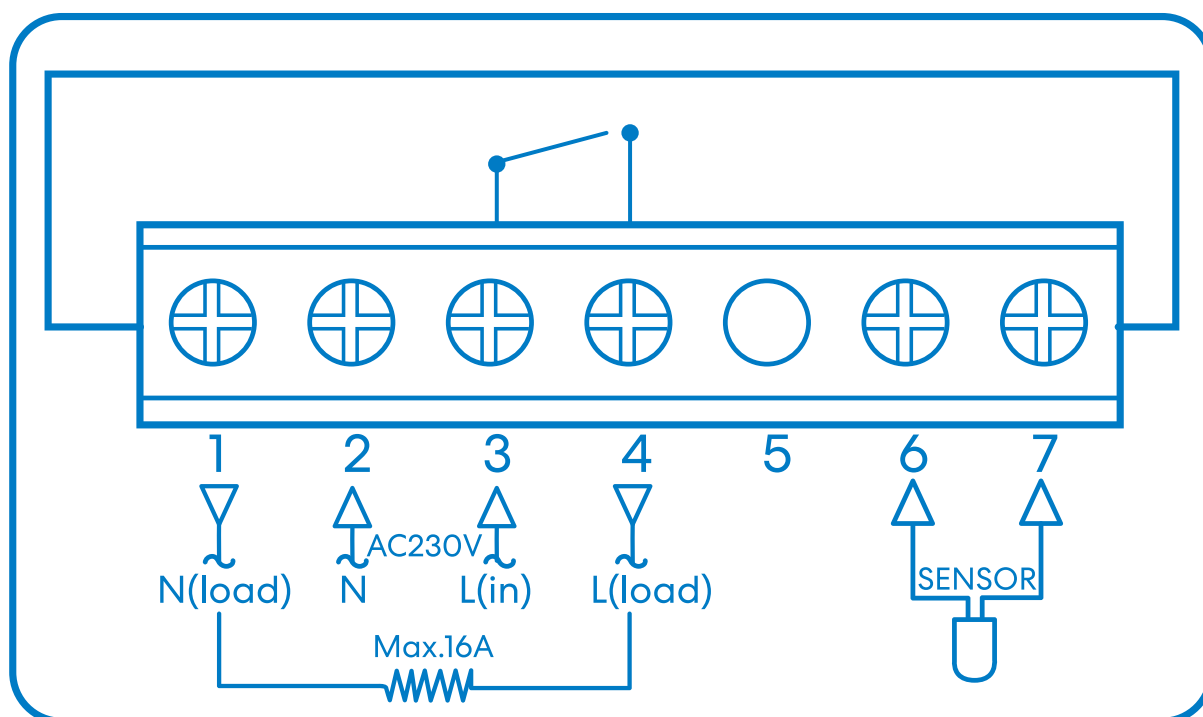 1 2 3 4 5 6 7
AC230V
N(load) N L(in) L(load)
SENSOR
Max.16A